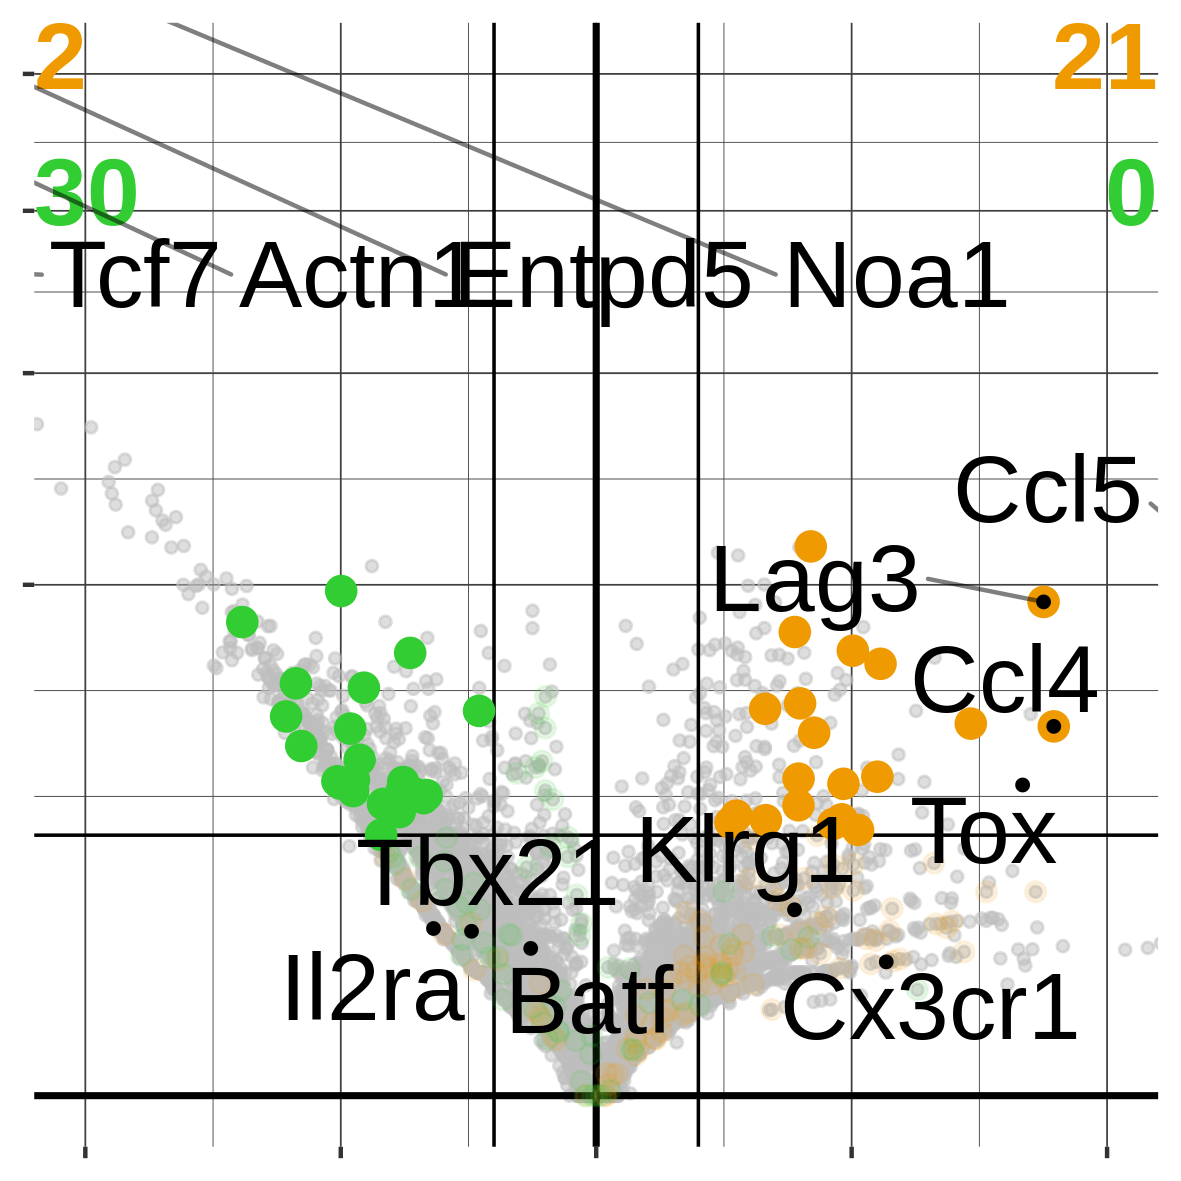 2 21
30 0
Tcf7 Actn1 Entpd5 Noa1
Ccl5
Lag3
Ccl4
Tox
Klrg1
Tbx21
Il2ra Batf Cx3cr1